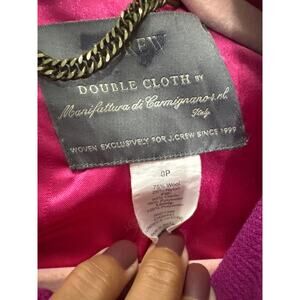 CREW
DOUBLE CLOTH BY
Manifattura di Carmignano s.r.l.
Italy
WOVEN EXCLUSIVELY FOR J.CREW SINCE 1999
0P
75% Wool